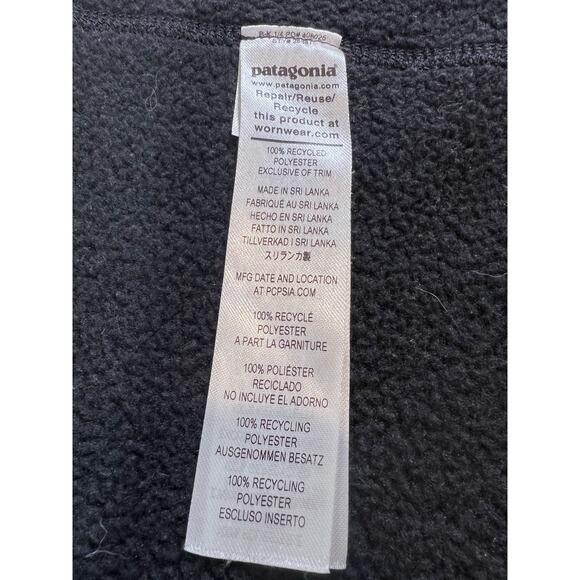 patagonia®
www.patagonia.com
Repair/Reuse/
Recycle
this product at
wornwear.com
100% RECYCLED
POLYESTER
EXCLUSIVE OF TRIM
MADE IN SRI LANKA
FABRIQUÉ AU SRI LANKA
HECHO EN SRI LANKA
FATTO IN SRI LANKA
TILLVERKAD I SRI LANKA
スリランカ製
MFG DATE AND LOCATION
AT PCPSIA.COM
100% RECYCLÉ
POLYESTER
A PART LA GARNITURE
100% POLIÉSTER
RECICLADO
NO INCLUYE EL ADORNO
100% RECYCLING
POLYESTER
AUSGENOMMEN BESATZ
100% RECYCLING
POLYESTER
ESCLUSO INSERTO